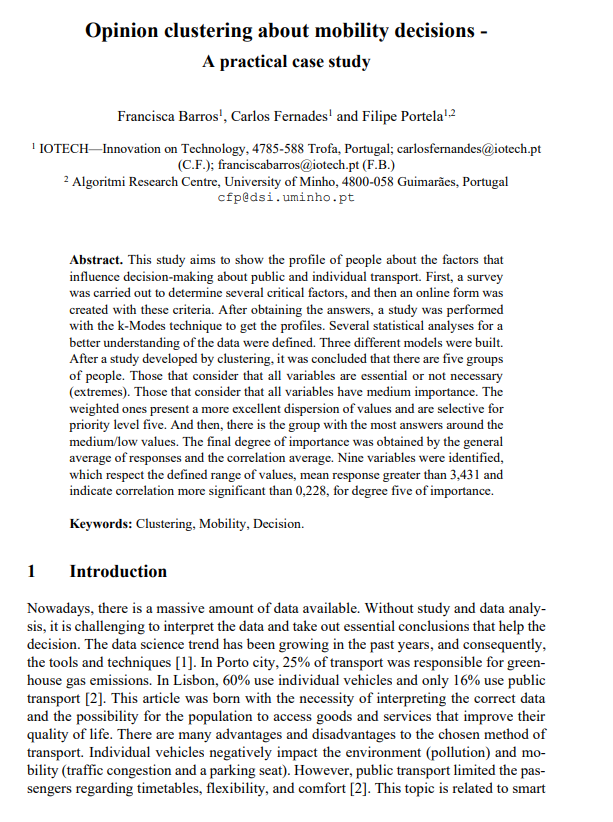 Opinion clustering about mobility decisions -
A practical case study
Francisca Barros1, Carlos Fernades1 and Filipe Portela1,2
1 IOTECH—Innovation on Technology, 4785-588 Trofa, Portugal; carlosfernandes@iotech.pt
(C.F.); franciscabarros@iotech.pt (F.B.)
2 Algoritmi Research Centre, University of Minho, 4800-058 Guimarães, Portugal
cfp@dsi.uminho.pt
Abstract. This study aims to show the profile of people about the factors that
influence decision-making about public and individual transport. First, a survey
was carried out to determine several critical factors, and then an online form was
created with these criteria. After obtaining the answers, a study was performed
with the k-Modes technique to get the profiles. Several statistical analyses for a
better understanding of the data were defined. Three different models were built.
After a study developed by clustering, it was concluded that there are five groups
of people. Those that consider that all variables are essential or not necessary
(extremes). Those that consider that all variables have medium importance. The
weighted ones present a more excellent dispersion of values and are selective for
priority level five. And then, there is the group with the most answers around the
medium/low values. The final degree of importance was obtained by the general
average of responses and the correlation average. Nine variables were identified,
which respect the defined range of values, mean response greater than 3,431 and
indicate correlation more significant than 0,228, for degree five of importance.
Keywords: Clustering, Mobility, Decision.
1 Introduction
Nowadays, there is a massive amount of data available. Without study and data analy-
sis, it is challenging to interpret the data and take out essential conclusions that help the
decision. The data science trend has been growing in the past years, and consequently,
the tools and techniques [1]. In Porto city, 25% of transport was responsible for green-
house gas emissions. In Lisbon, 60% use individual vehicles and only 16% use public
transport [2]. This article was born with the necessity of interpreting the correct data
and the possibility for the population to access goods and services that improve their
quality of life. There are many advantages and disadvantages to the chosen method of
transport. Individual vehicles negatively impact the environment (pollution) and mo-
bility (traffic congestion and a parking seat). However, public transport limited the pas-
sengers regarding timetables, flexibility, and comfort [2]. This topic is related to smart